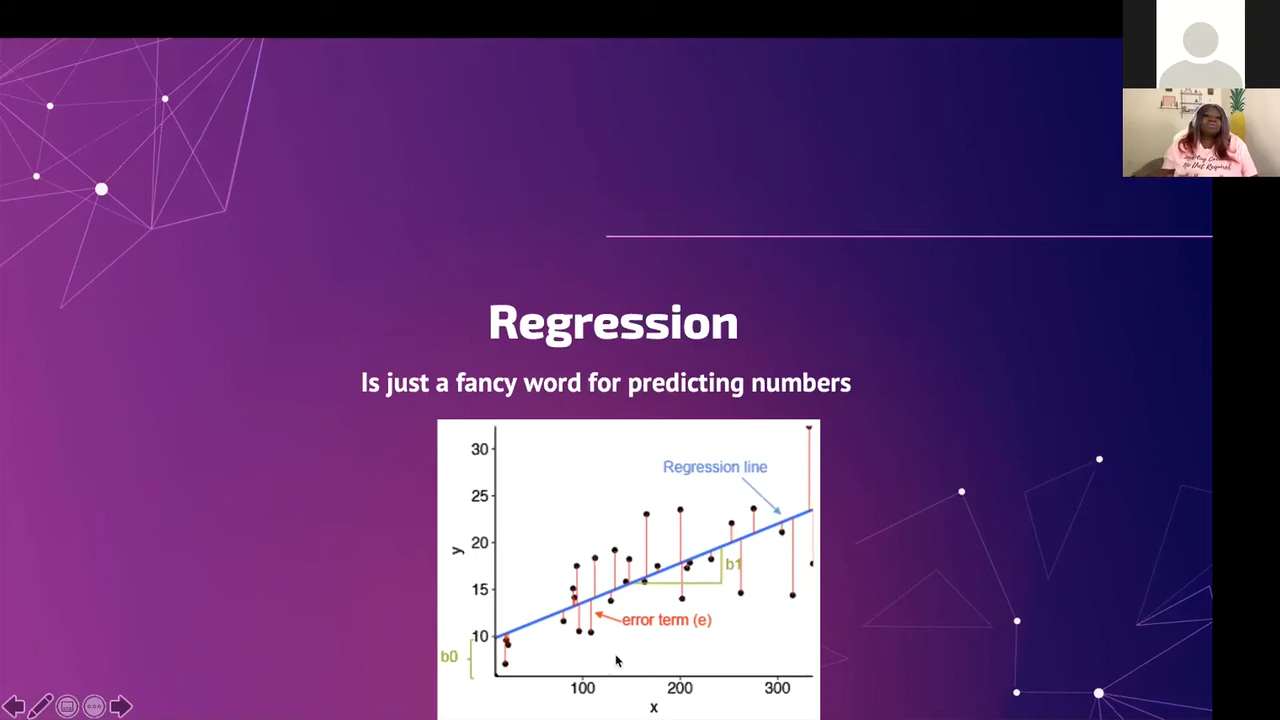 Regression
Is just a fancy word for predicting numbers
30
25
20
15
10
y
Regression line
b1
error term (e)
b0
100
200
300
x